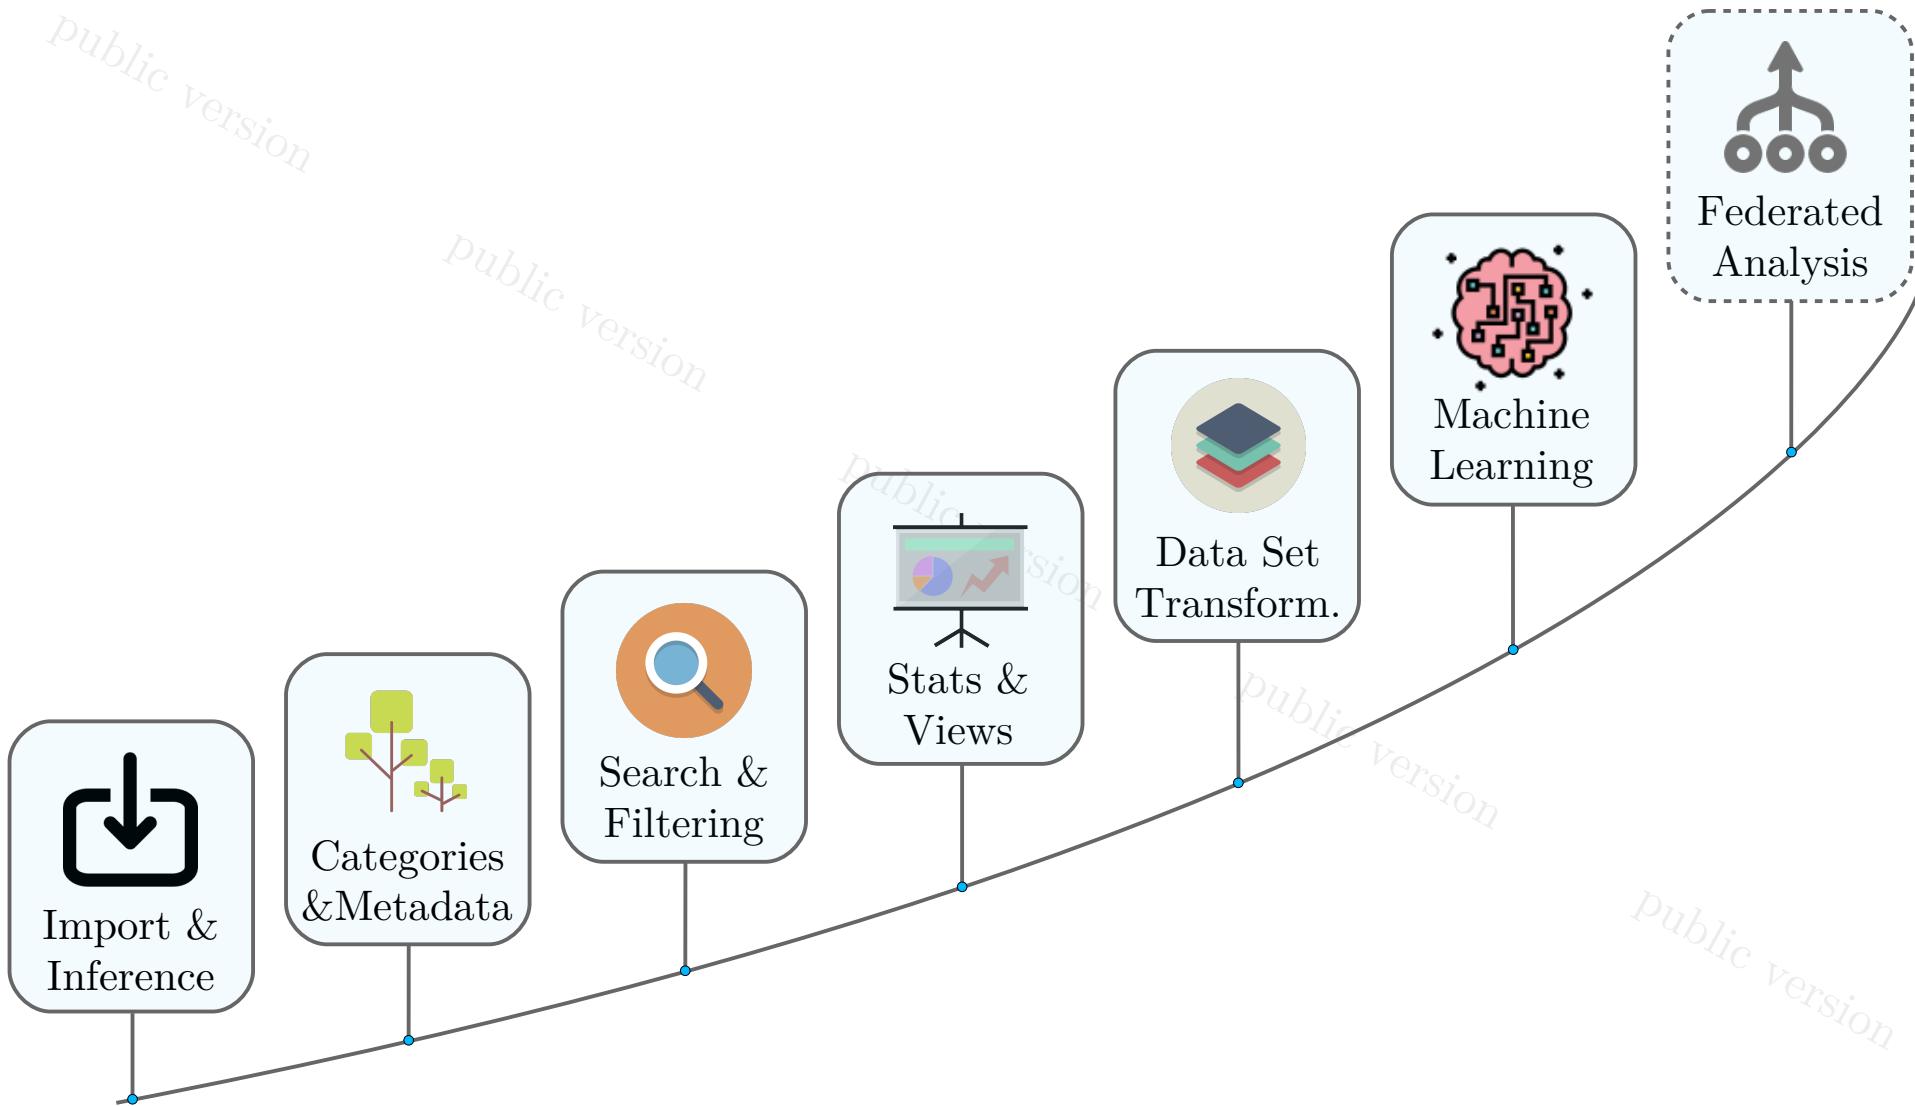 public version
public version
public version
public version
public version
Federated
Analysis
Machine
Learning
Data Set
Transform.
Stats &
Views
Search &
Filtering
Categories
&Metadata
Import &
Inference